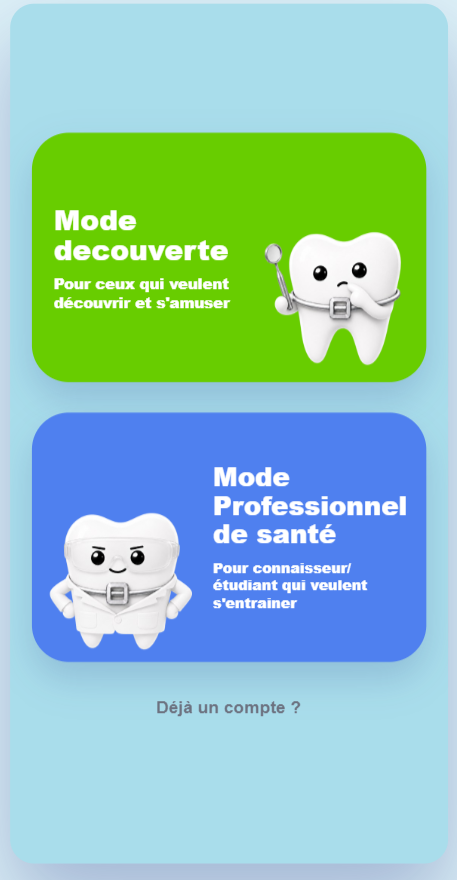 Mode
decouverte
Pour ceux qui veulent
découvrir et s'amuser
Mode
Professionnel
de santé
Pour connaisseur/
étudiant qui veulent
s'entrainer
Déjà un compte ?